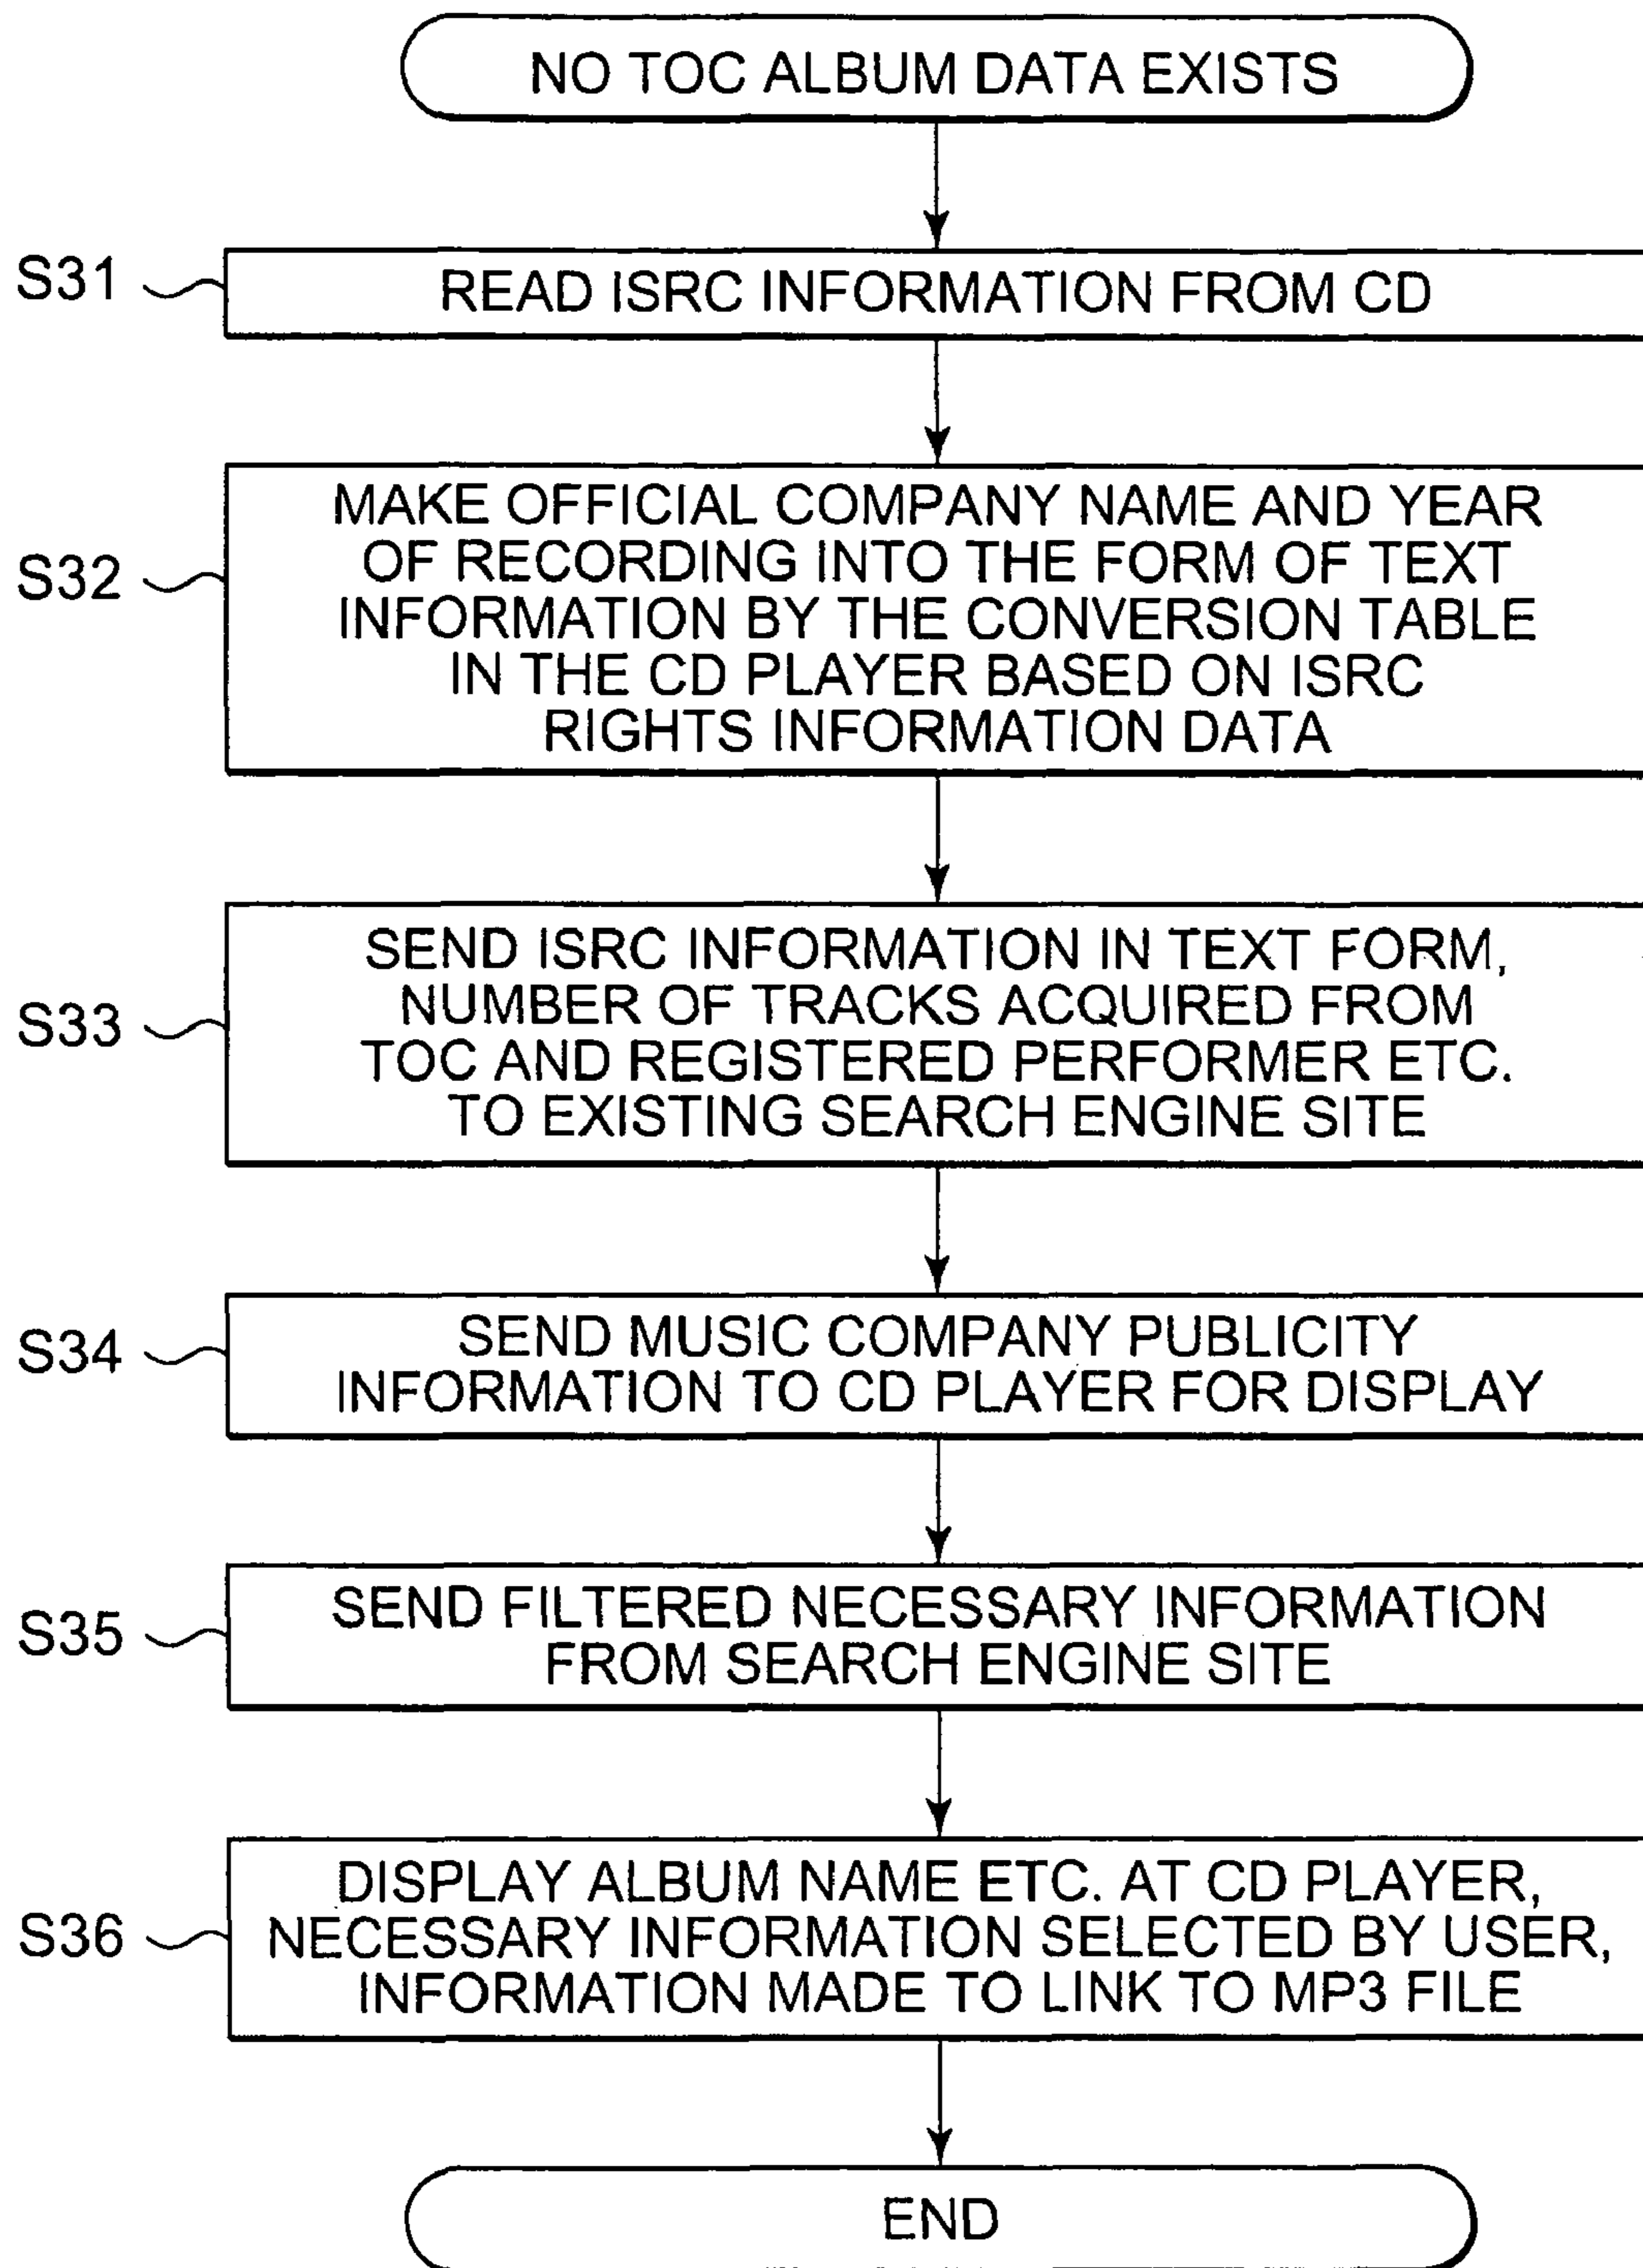 NO TOC ALBUM DATA EXISTS
S31
READ ISRC INFORMATION FROM CD
S32
MAKE OFFICIAL COMPANY NAME AND YEAR
OF RECORDING INTO THE FORM OF TEXT
INFORMATION BY THE CONVERSION TABLE
IN THE CD PLAYER BASED ON ISRC
RIGHTS INFORMATION DATA
S33
SEND ISRC INFORMATION IN TEXT FORM,
NUMBER OF TRACKS ACQUIRED FROM
TOC AND REGISTERED PERFORMER ETC.
TO EXISTING SEARCH ENGINE SITE
S34
SEND MUSIC COMPANY PUBLICITY
INFORMATION TO CD PLAYER FOR DISPLAY
S35
SEND FILTERED NECESSARY INFORMATION
FROM SEARCH ENGINE SITE
S36
DISPLAY ALBUM NAME ETC. AT CD PLAYER,
NECESSARY INFORMATION SELECTED BY USER,
INFORMATION MADE TO LINK TO MP3 FILE
END